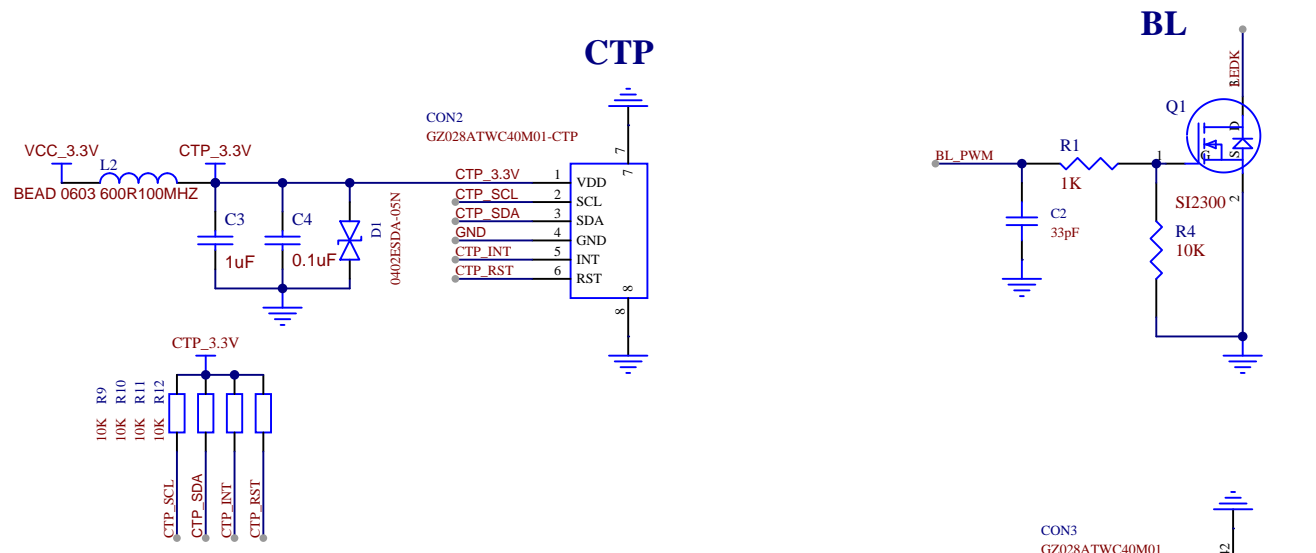 CTP
BL
CON2
GZ028ATWC40M01-CTP
VCC_3.3V
L2
CTP_3.3V
BEAD 0603 600R100MHZ
C3
1uF
C4
0.1uF
D1
0402ESDA-05N
CTP_3.3V 1 VDD
CTP_SCL 2 SCL
CTP_SDA 3 SDA
GND 4 GND
CTP_INT 5 INT
CTP_RST 6 RST
7
7
8
8
CTP_3.3V
R9 10K
R10 10K
R11 10K
R12 10K
CTP_SCL
CTP_SDA
CTP_INT
CTP_RST
LEDK
Q1
D
G
S
1
2
SI2300
BL_PWM
R1
1K
C2
33pF
R4
10K
CON3
GZ028ATWC40M01
42